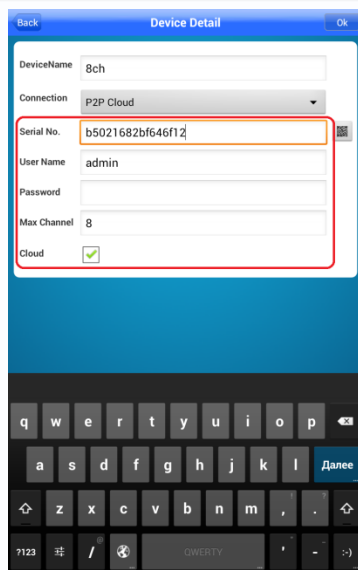 Back Device Detail Ok
DeviceName 8ch
Connection P2P Cloud
Serial No. b5021682bf646f12
User Name admin
Password
Max Channel 8
Cloud
q w e r t y u i o p
a s d f g h j k l Далее
z x c v b n m , ! . ?
?123 / @ QWERTY ' " - _ :-)